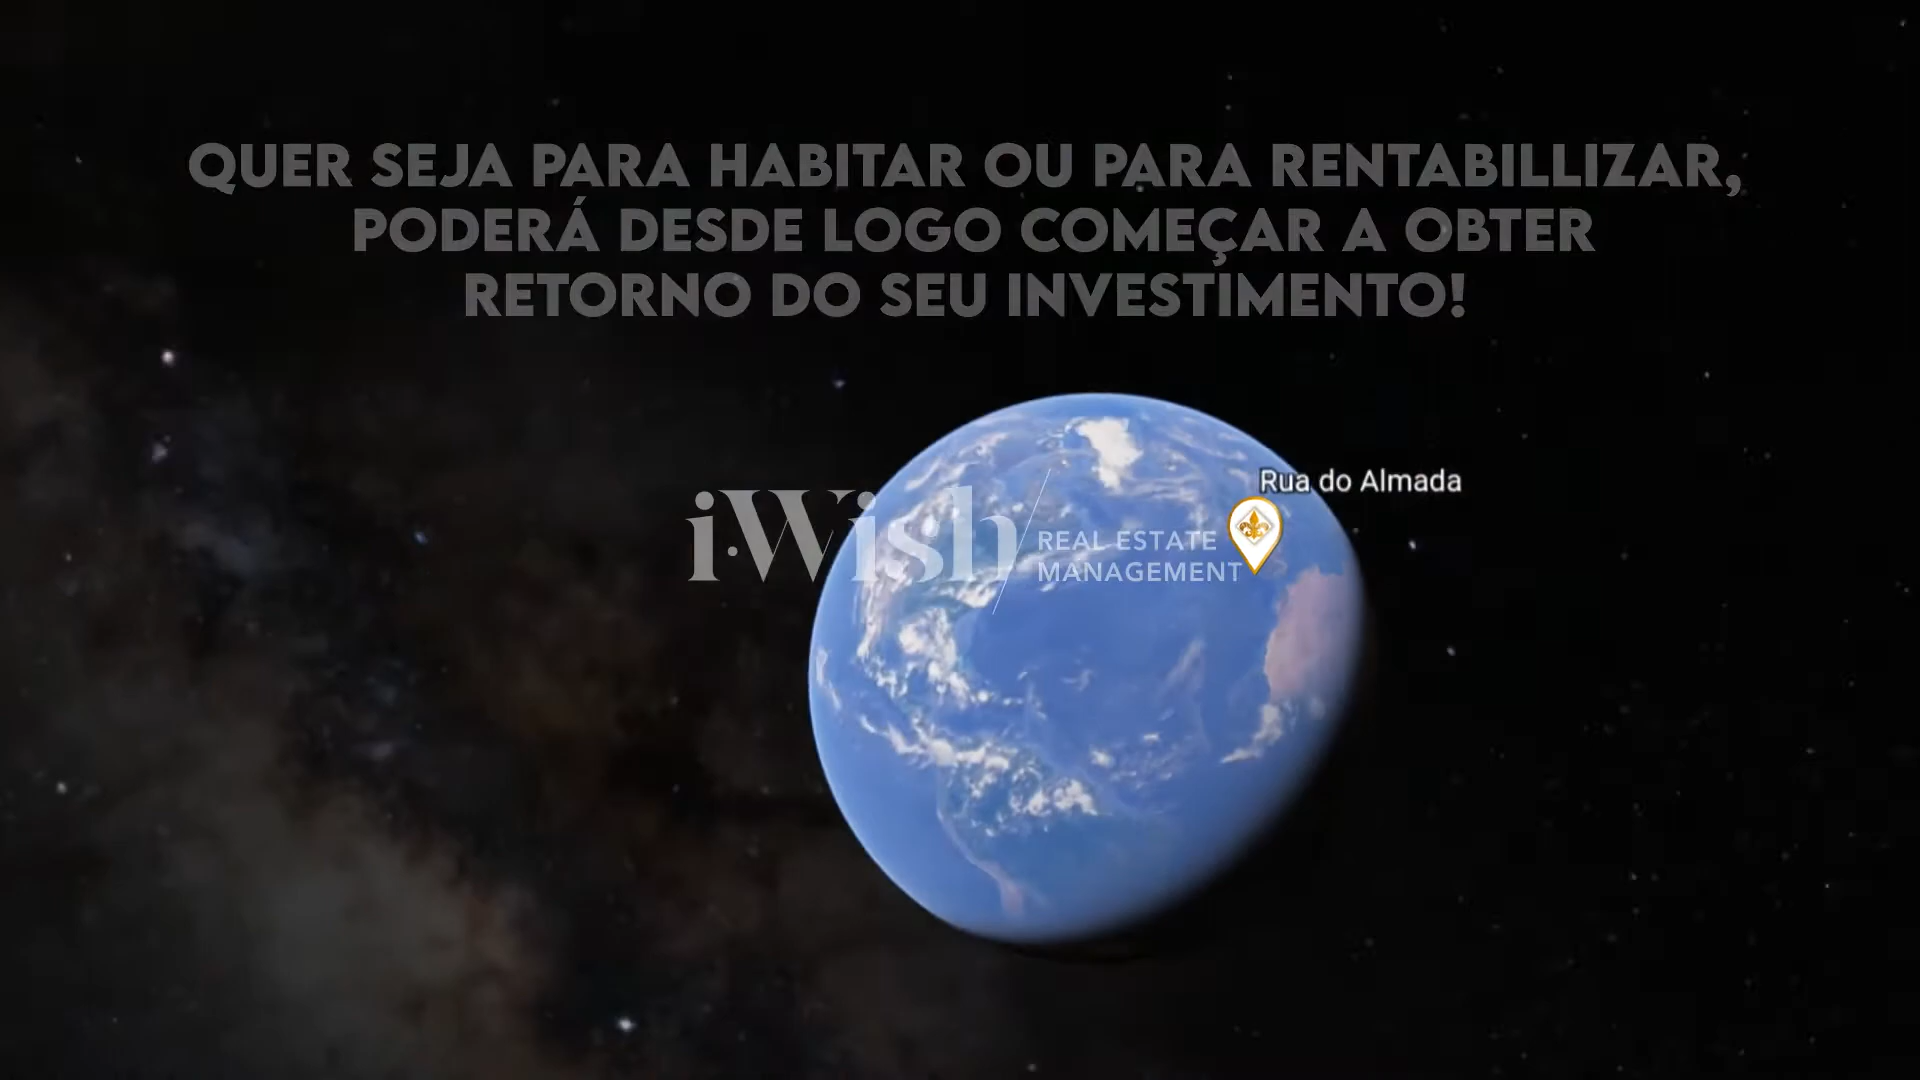 QUER SEJA PARA HABITAR OU PARA RENTABILLIZAR,
PODERÁ DESDE LOGO COMEÇAR A OBTER
RETORNO DO SEU INVESTIMENTO!
Rua do Almada
i.Wish
REAL ESTATE
MANAGEMENT